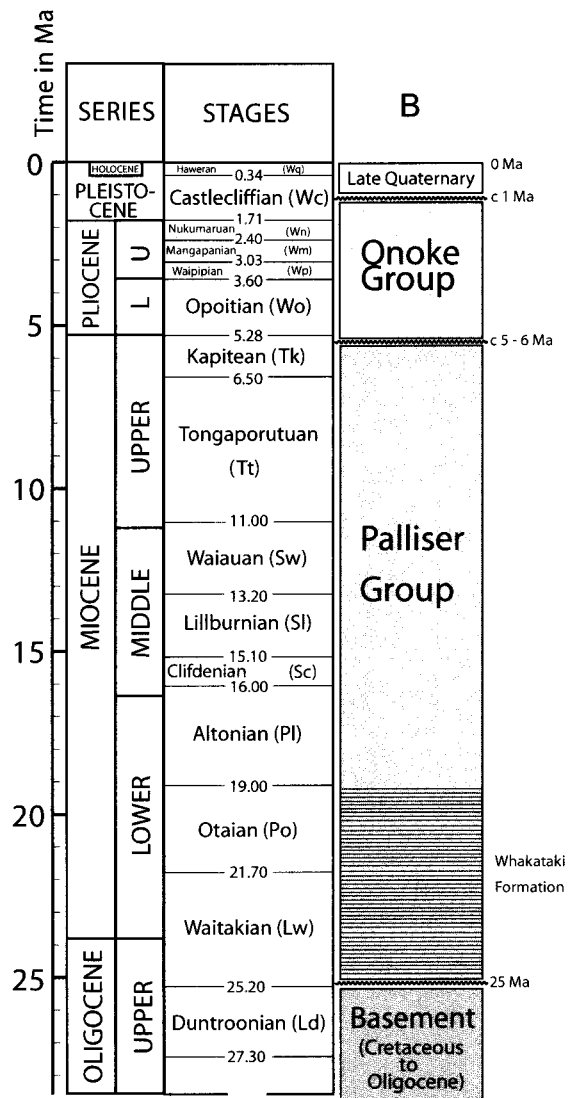 Time in Ma
SERIES
STAGES
B
0
5
10
15
20
25
HOLOCENE
PLEISTO-
CENE
PLIOCENE
U
L
MIOCENE
UPPER
MIDDLE
LOWER
OLIGOCENE
UPPER
Haweran (Wq)
0.34
Castlecliffian (Wc)
1.71
Nukumaruan (Wn)
2.40
Mangapanian (Wm)
3.03
Waipipian (Wp)
3.60
Opoitian (Wo)
5.28
Kapitean (Tk)
6.50
Tongaporutuan
(Tt)
11.00
Waiauan (Sw)
13.20
Lillburnian (Sl)
15.10
Clifdenian (Sc)
16.00
Altonian (Pl)
19.00
Otaian (Po)
21.70
Waitakian (Lw)
25.20
Duntroonian (Ld)
27.30
0 Ma
Late Quaternary
c 1 Ma
Onoke
Group
c 5 - 6 Ma
Palliser
Group
Whakataki
Formation
25 Ma
Basement
(Cretaceous
to
Oligocene)